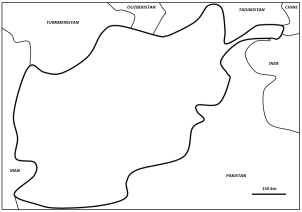 OUZBEKISTAN
TADJIKISTAN
CHINE
TURKMENISTAN
INDE
IRAN
PAKISTAN
150 km